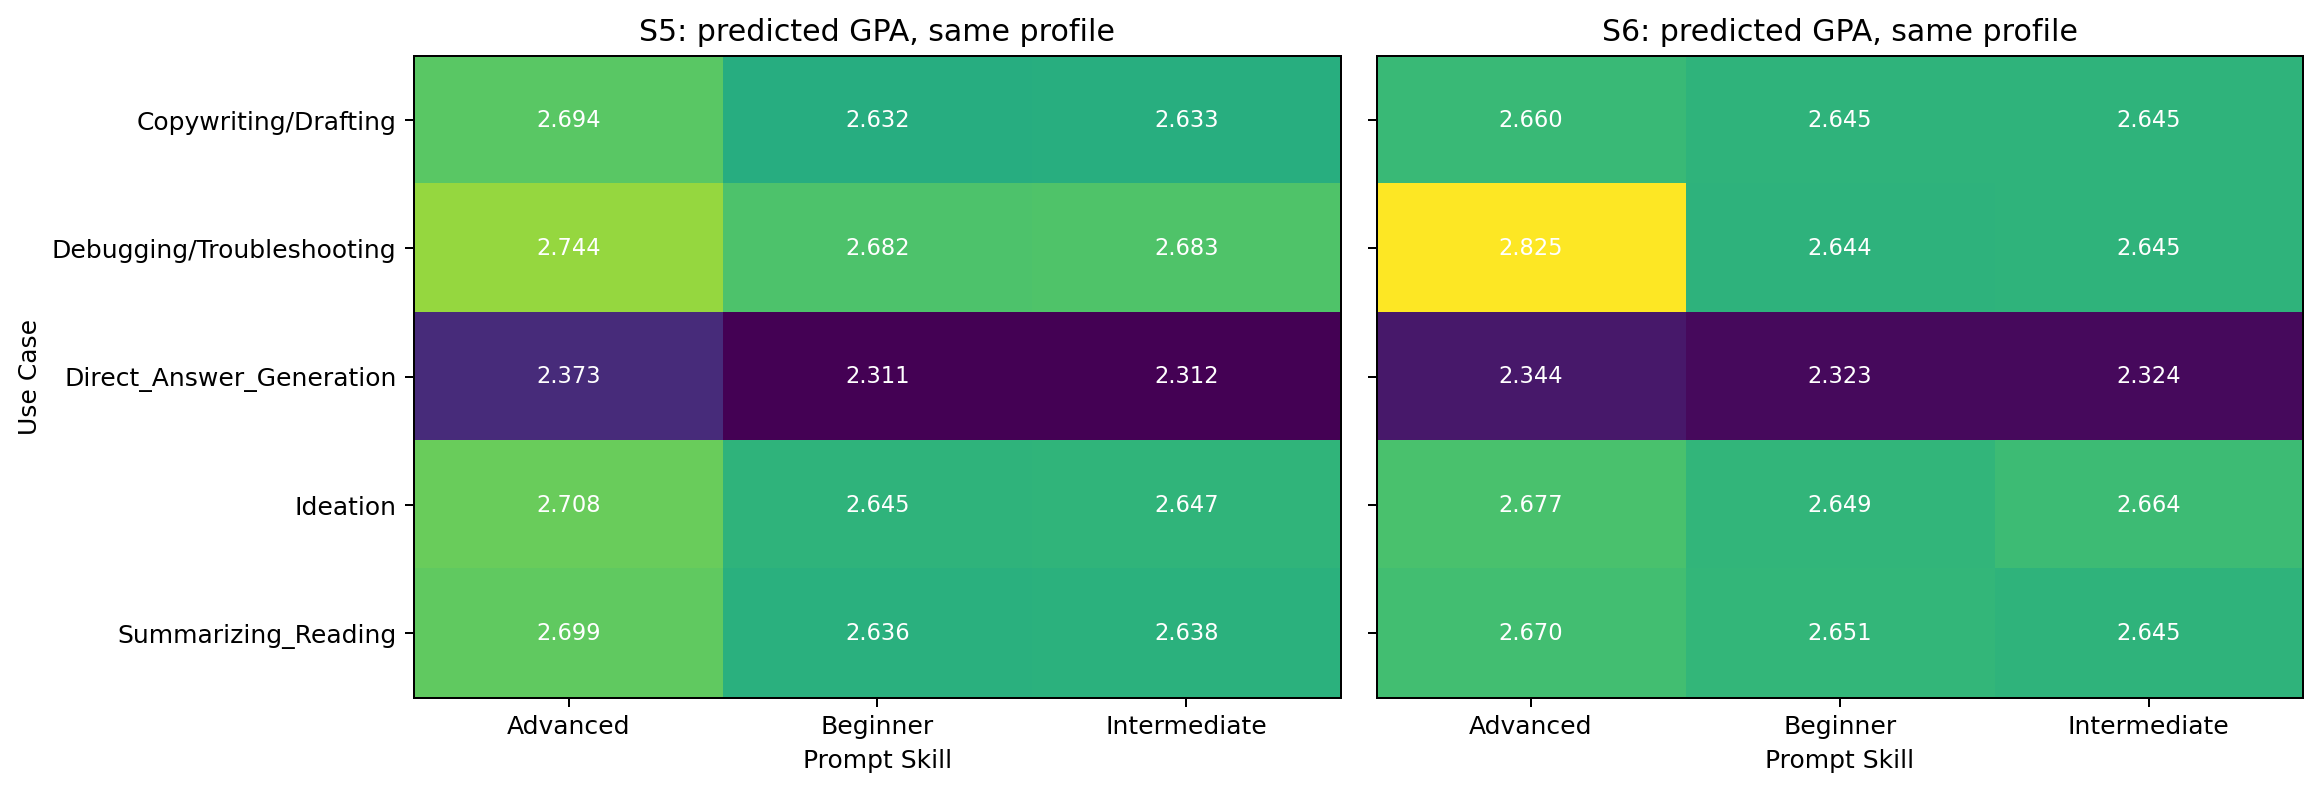 S5: predicted GPA, same profile
S6: predicted GPA, same profile
Use Case
Copywriting/Drafting 2.694 2.632 2.633 2.660 2.645 2.645
Debugging/Troubleshooting 2.744 2.682 2.683 2.825 2.644 2.645
Direct_Answer_Generation 2.373 2.311 2.312 2.344 2.323 2.324
Ideation 2.708 2.645 2.647 2.677 2.649 2.664
Summarizing_Reading 2.699 2.636 2.638 2.670 2.651 2.645
Advanced Beginner Intermediate Advanced Beginner Intermediate
Prompt Skill Prompt Skill